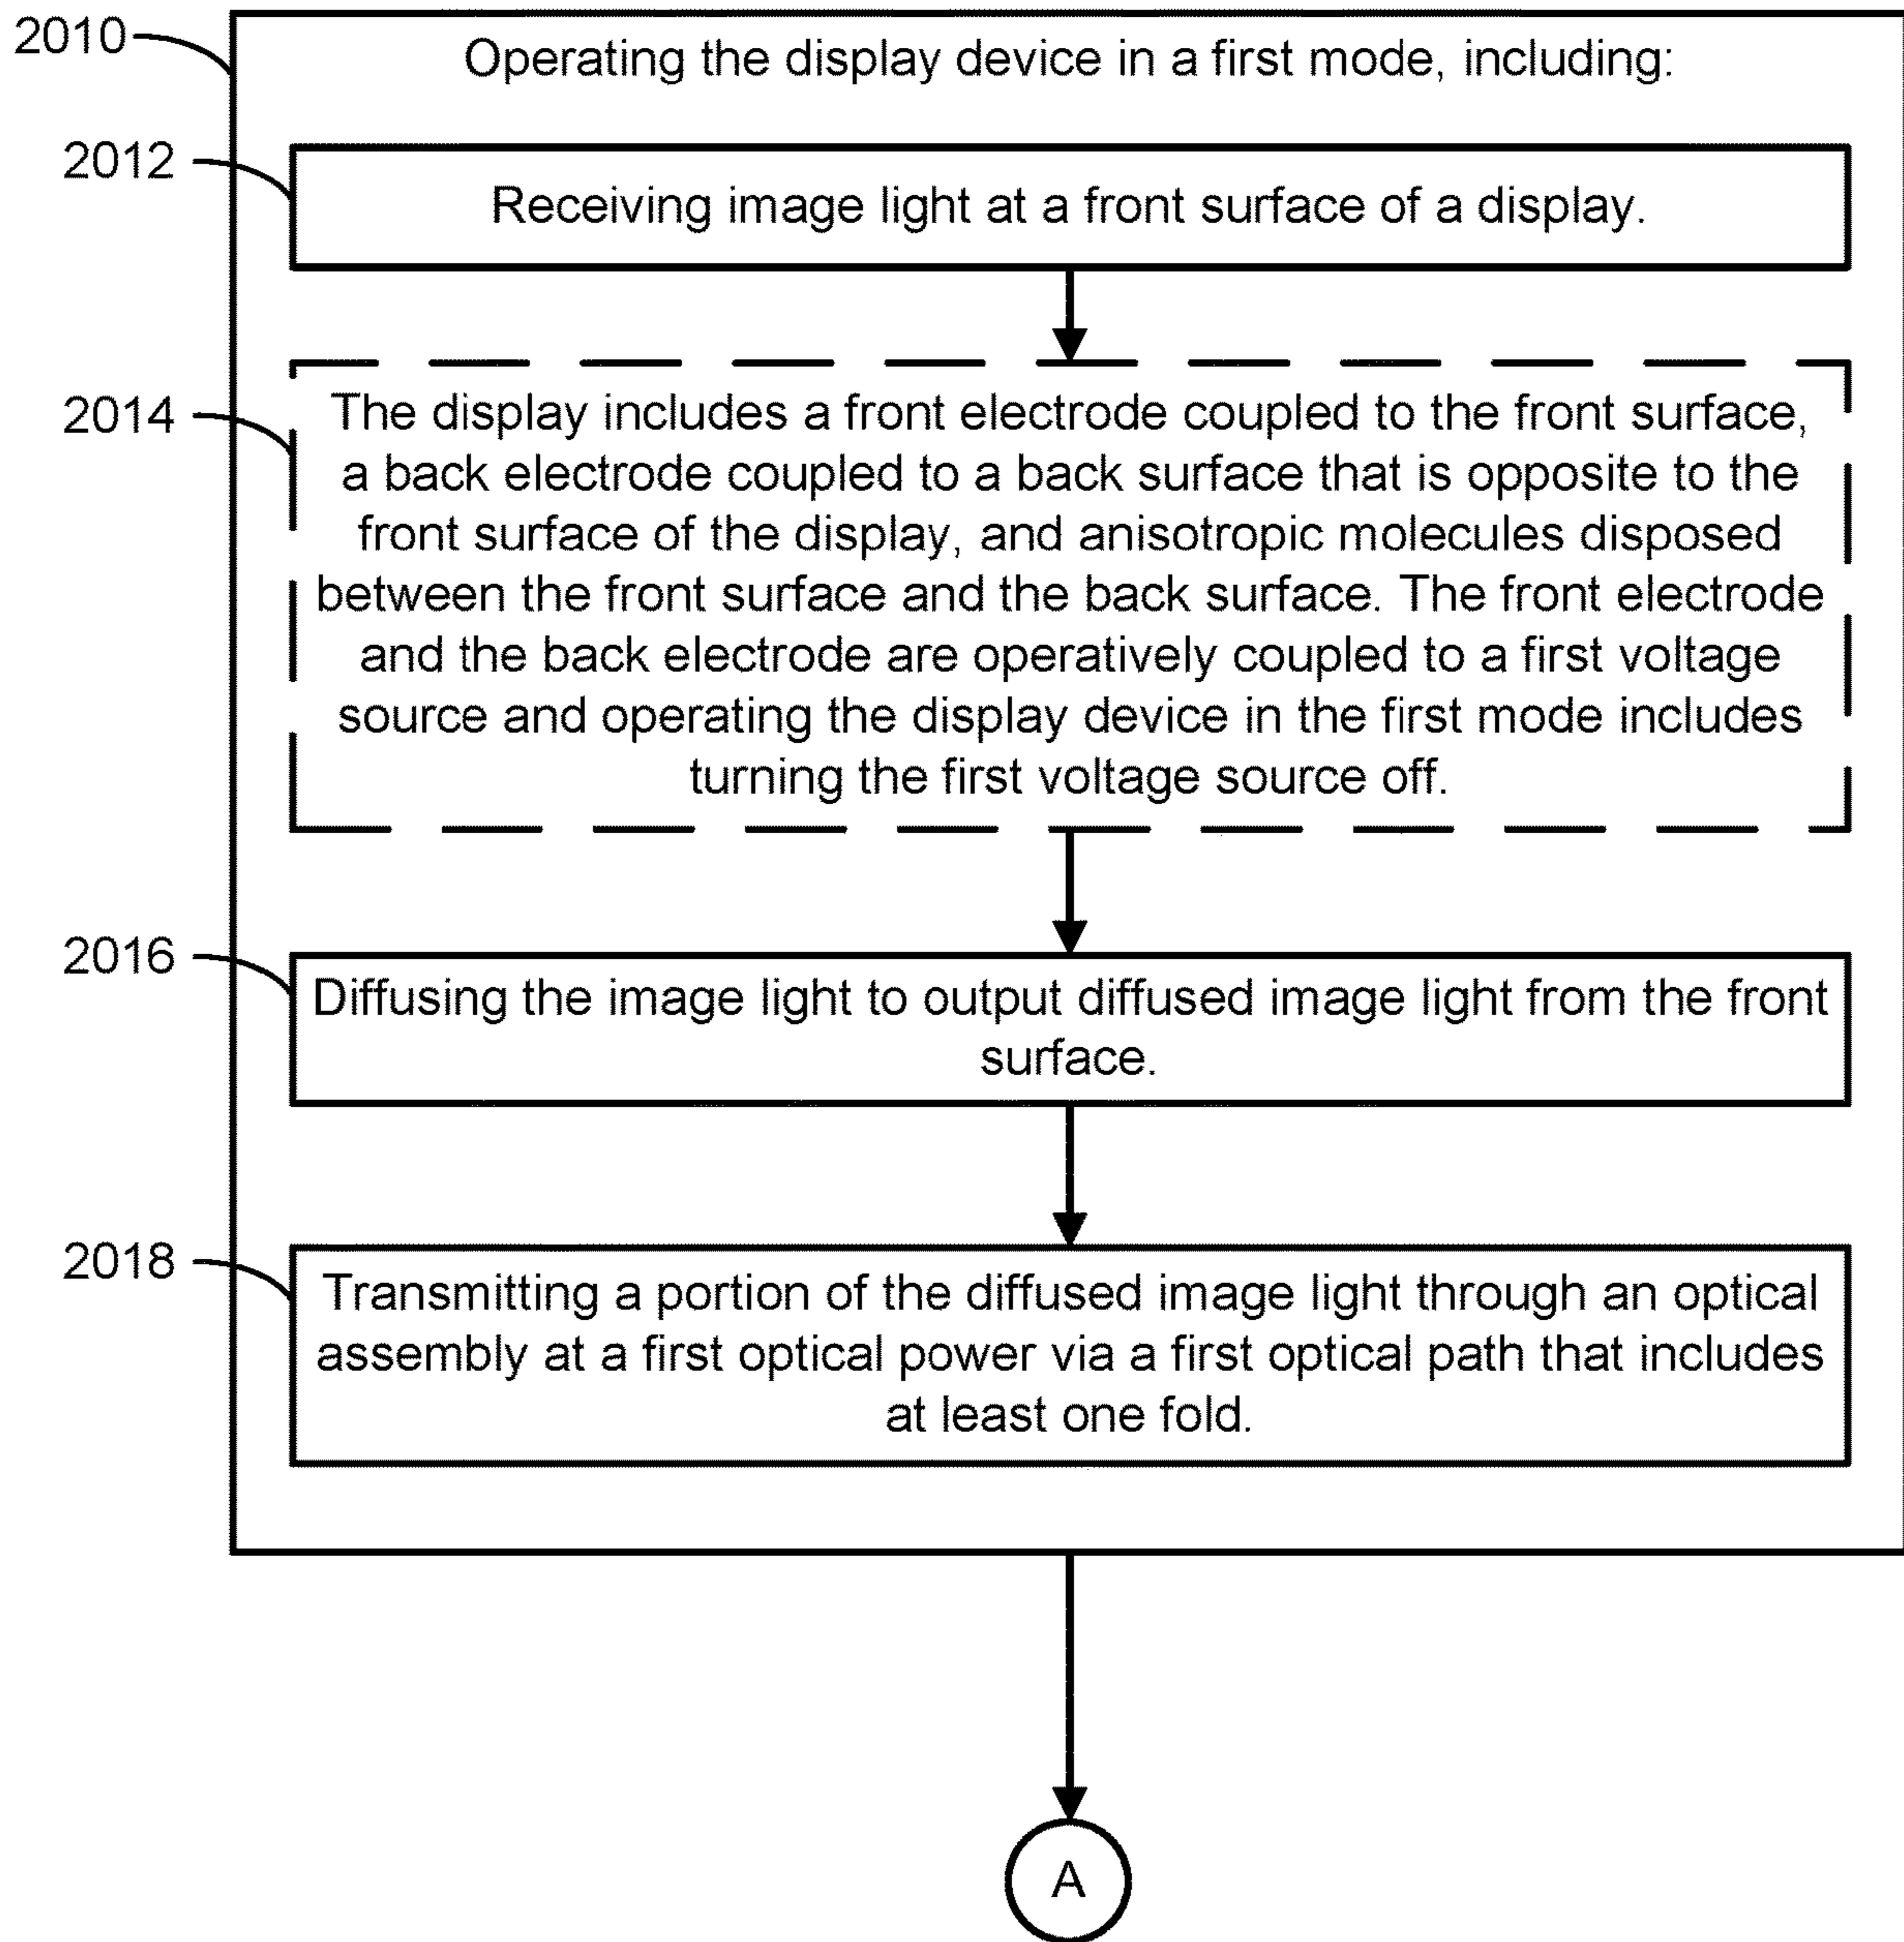 2010
Operating the display device in a first mode, including:
2012
Receiving image light at a front surface of a display.
2014
The display includes a front electrode coupled to the front surface,
a back electrode coupled to a back surface that is opposite to the
front surface of the display, and anisotropic molecules disposed
between the front surface and the back surface. The front electrode
and the back electrode are operatively coupled to a first voltage
source and operating the display device in the first mode includes
turning the first voltage source off.
2016
Diffusing the image light to output diffused image light from the front
surface.
2018
Transmitting a portion of the diffused image light through an optical
assembly at a first optical power via a first optical path that includes
at least one fold.
A